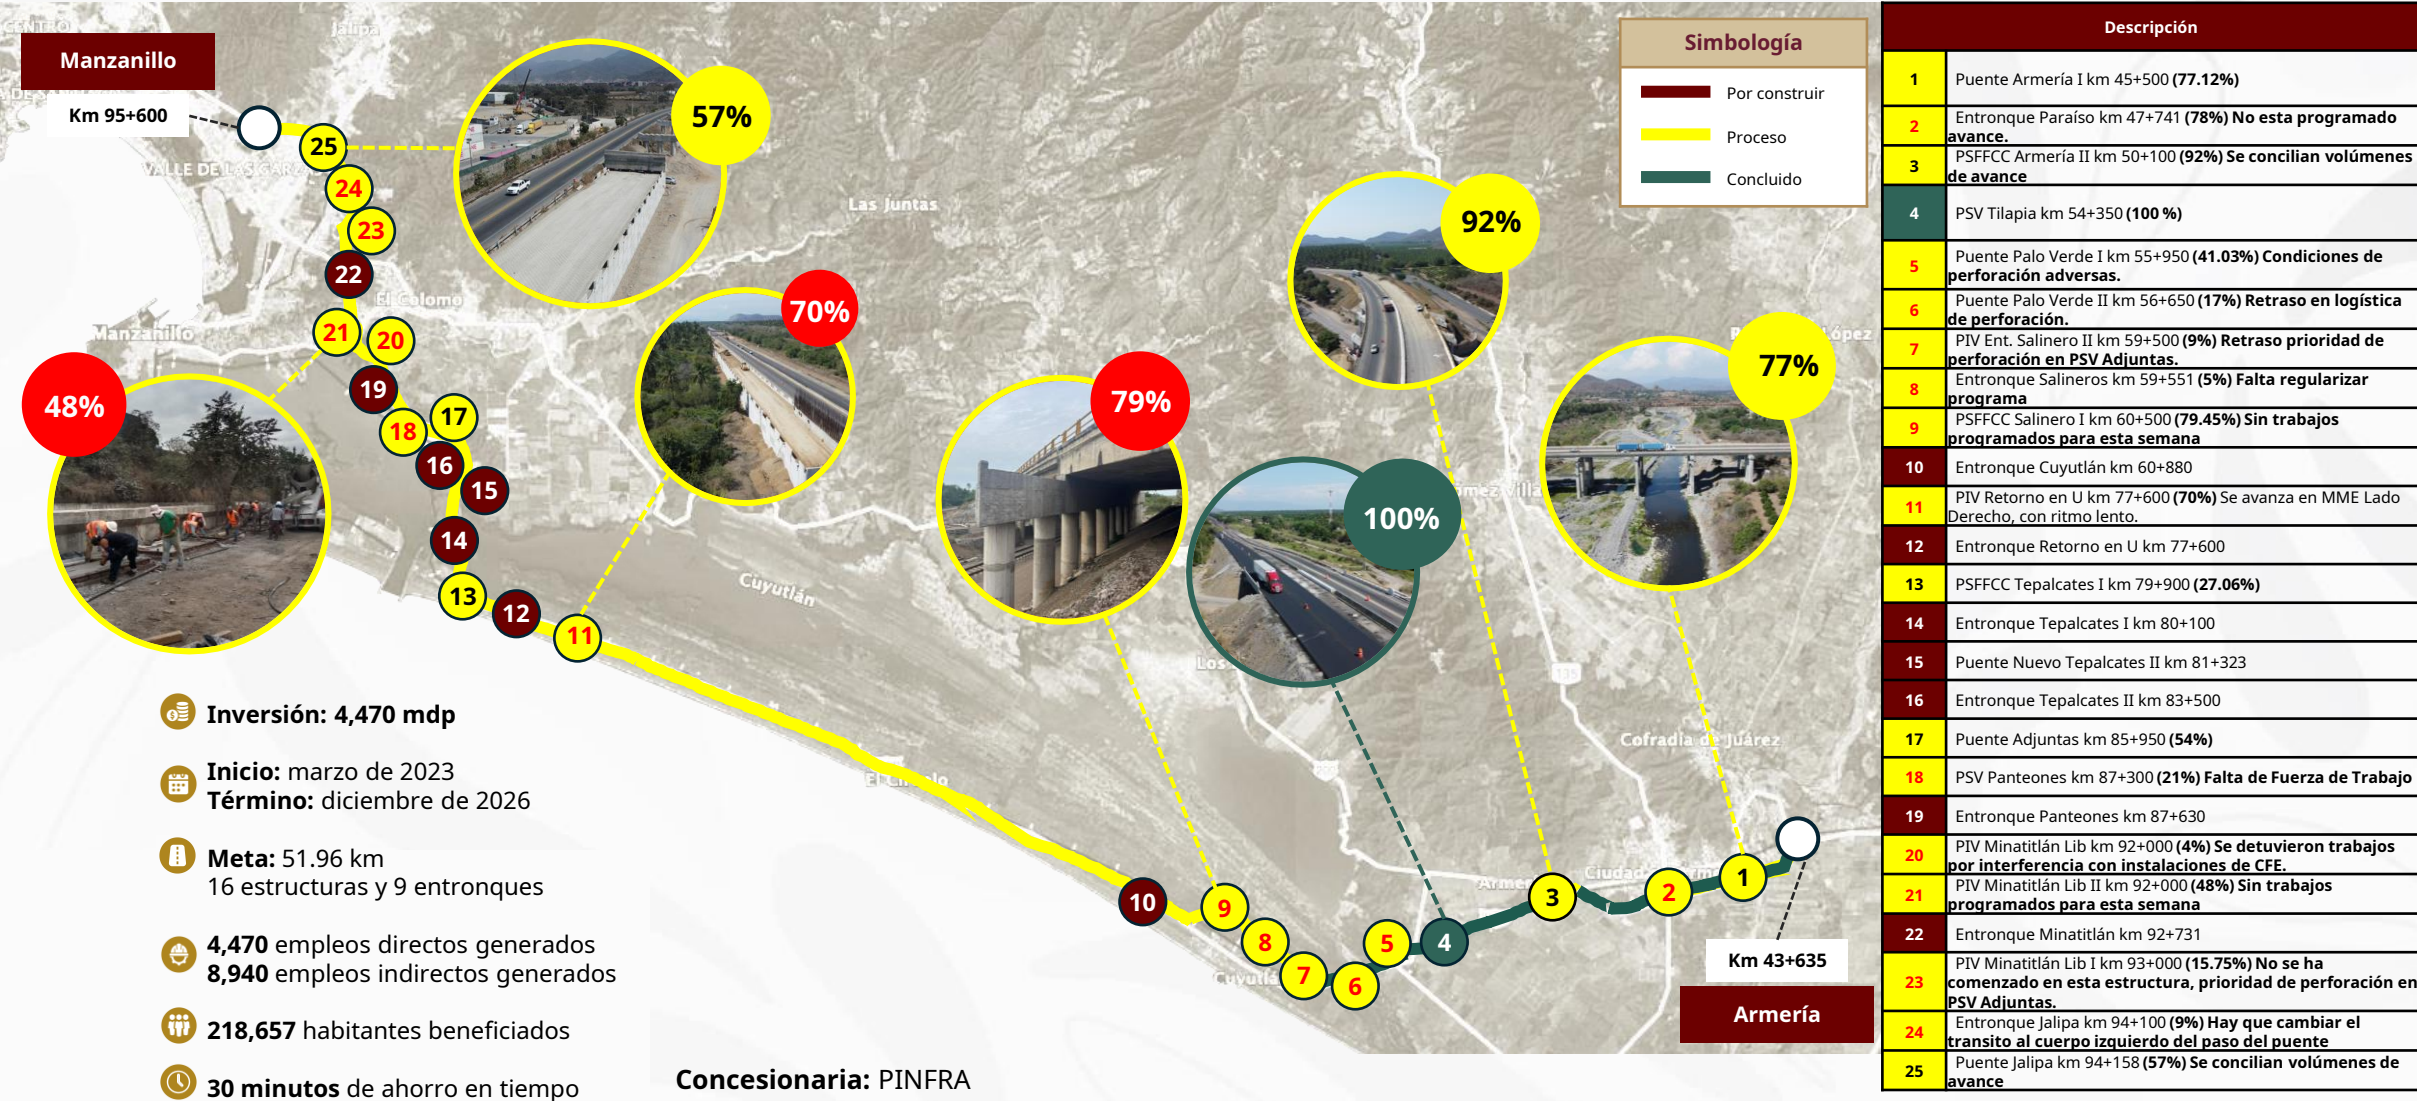 CENTRO
Jalipa
Manzanillo
Km 95+600
VALLE DE LAS GARZAS
25
24
23
22
21
20
19
18
17
16
15
14
13
12
11
10
9
8
7
6
5
4
3
2
1
57%
70%
48%
79%
100%
92%
77%
Las Juntas
El Colomo
Manzanillo
Cuyutlán
Los
Cofradía de Juárez
Ciudad
Simbología
Por construir
Proceso
Concluido
Km 43+635
Armería
Inversión: 4,470 mdp
Inicio: marzo de 2023
Término: diciembre de 2026
Meta: 51.96 km
16 estructuras y 9 entronques
4,470 empleos directos generados
8,940 empleos indirectos generados
218,657 habitantes beneficiados
30 minutos de ahorro en tiempo
Concesionaria: PINFRA
Descripción
1 Puente Armería I km 45+500 (77.12%)
2 Entronque Paraíso km 47+741 (78%) No esta programado
avance.
3 PSFFCC Armería II km 50+100 (92%) Se concilian volúmenes
de avance
4 PSV Tilapia km 54+350 (100 %)
5 Puente Palo Verde I km 55+950 (41.03%) Condiciones de
perforación adversas.
6 Puente Palo Verde II km 56+650 (17%) Retraso en logística
de perforación.
7 PIV Ent. Salinero II km 59+500 (9%) Retraso prioridad de
perforación en PSV Adjuntas.
8 Entronque Salineros km 59+551 (5%) Falta regularizar
programa
9 PSFFCC Salinero I km 60+500 (79.45%) Sin trabajos
programados para esta semana
10 Entronque Cuyutlán km 60+880
11 PIV Retorno en U km 77+600 (70%) Se avanza en MME Lado
Derecho, con ritmo lento.
12 Entronque Retorno en U km 77+600
13 PSFFCC Tepalcates I km 79+900 (27.06%)
14 Entronque Tepalcates I km 80+100
15 Puente Nuevo Tepalcates II km 81+323
16 Entronque Tepalcates II km 83+500
17 Puente Adjuntas km 85+950 (54%)
18 PSV Panteones km 87+300 (21%) Falta de Fuerza de Trabajo
19 Entronque Panteones km 87+630
20 PIV Minatitlán Lib km 92+000 (4%) Se detuvieron trabajos
por interferencia con instalaciones de CFE.
21 PIV Minatitlán Lib II km 92+000 (48%) Sin trabajos
programados para esta semana
22 Entronque Minatitlán km 92+731
23 PIV Minatitlán Lib I km 93+000 (15.75%) No se ha
comenzado en esta estructura, prioridad de perforación en
PSV Adjuntas.
24 Entronque Jalipa km 94+100 (9%) Hay que cambiar el
transito al cuerpo izquierdo del paso del puente
25 Puente Jalipa km 94+158 (57%) Se concilian volúmenes de
avance